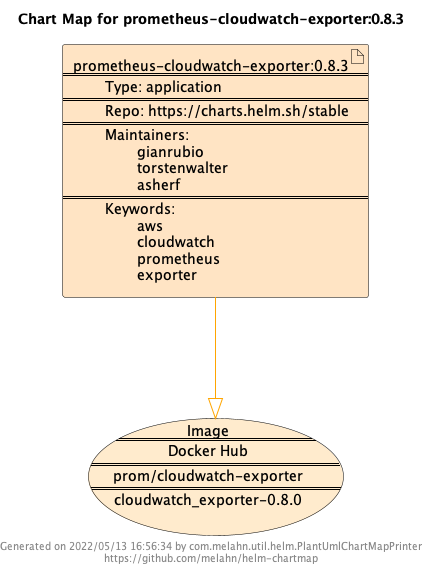 Chart Map for prometheus-cloudwatch-exporter:0.8.3
prometheus-cloudwatch-exporter:0.8.3
Type: application
Repo: https://charts.helm.sh/stable
Maintainers:
gianrubio
torstenwalter
asherf
Keywords:
aws
cloudwatch
prometheus
exporter
Image
Docker Hub
prom/cloudwatch-exporter
cloudwatch_exporter-0.8.0
Generated on 2022/05/13 16:56:34 by com.melahn.util.helm.PlantUmlChartMapPrinter
https://github.com/melahn/helm-chartmap